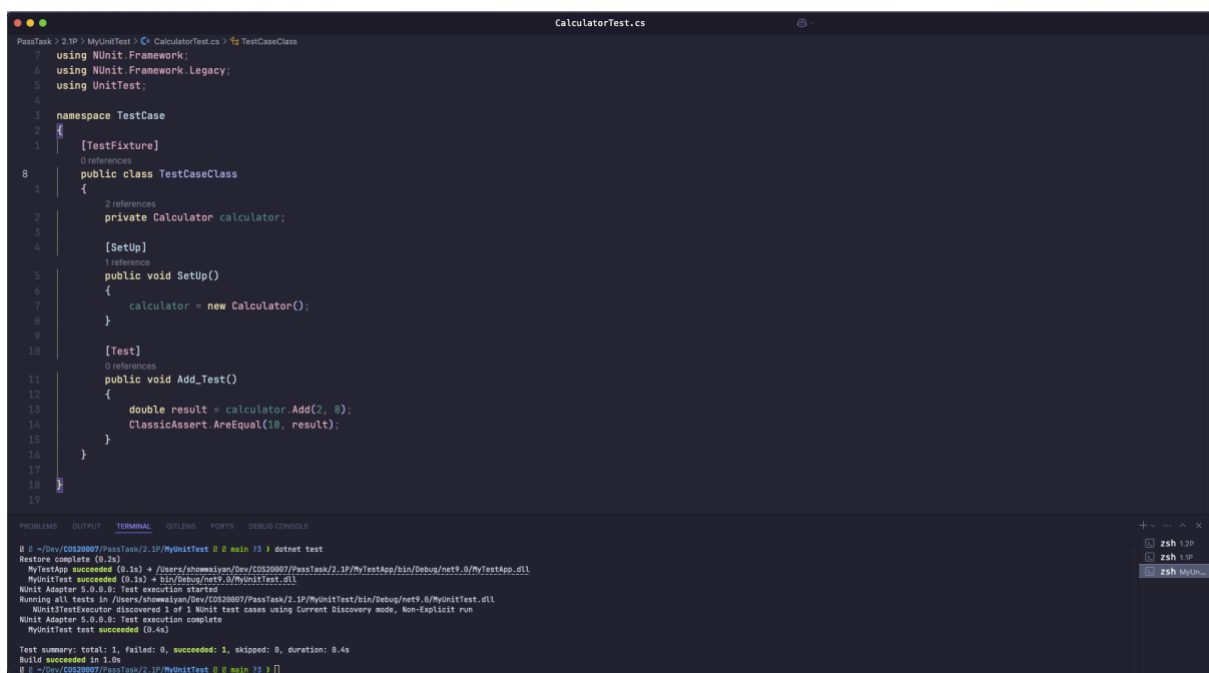 CalculatorTest.cs
PassTask > 2.1P > MyUnitTest > CalculatorTest.cs > TestCaseClass
7 using NUnit.Framework;
6 using NUnit.Framework.Legacy;
5 using UnitTest;
4
3 namespace TestCase
2 {
1 [TestFixture]
0 references
8 public class TestCaseClass
1 {
2 references
2 private Calculator calculator;
3
4 [SetUp]
1 reference
5 public void SetUp()
6 {
7 calculator = new Calculator();
8 }
9
10 [Test]
0 references
11 public void Add_Test()
12 {
13 double result = calculator.Add(2, 8);
14 ClassicAssert.AreEqual(10, result);
15 }
16 }
17
18 }
19
PROBLEMS OUTPUT TERMINAL GITLENS PORTS DEBUG CONSOLE
~/Dev/COS20007/PassTask/2.1P/MyUnitTest main ?3 ❯ dotnet test
Restore complete (0.2s)
MyTestApp succeeded (0.1s) → /Users/showwaiyan/Dev/COS20007/PassTask/2.1P/MyTestApp/bin/Debug/net9.0/MyTestApp.dll
MyUnitTest succeeded (0.1s) → bin/Debug/net9.0/MyUnitTest.dll
NUnit Adapter 5.0.0.0: Test execution started
Running all tests in /Users/showwaiyan/Dev/COS20007/PassTask/2.1P/MyUnitTest/bin/Debug/net9.0/MyUnitTest.dll
NUnit3TestExecutor discovered 1 of 1 NUnit test cases using Current Discovery mode, Non-Explicit run
NUnit Adapter 5.0.0.0: Test execution complete
MyUnitTest test succeeded (0.4s)
Test summary: total: 1, failed: 0, succeeded: 1, skipped: 0, duration: 0.4s
Build succeeded in 1.0s
~/Dev/COS20007/PassTask/2.1P/MyUnitTest main ?3 ❯
zsh 1.2P
zsh 1.1P
zsh MyUn...